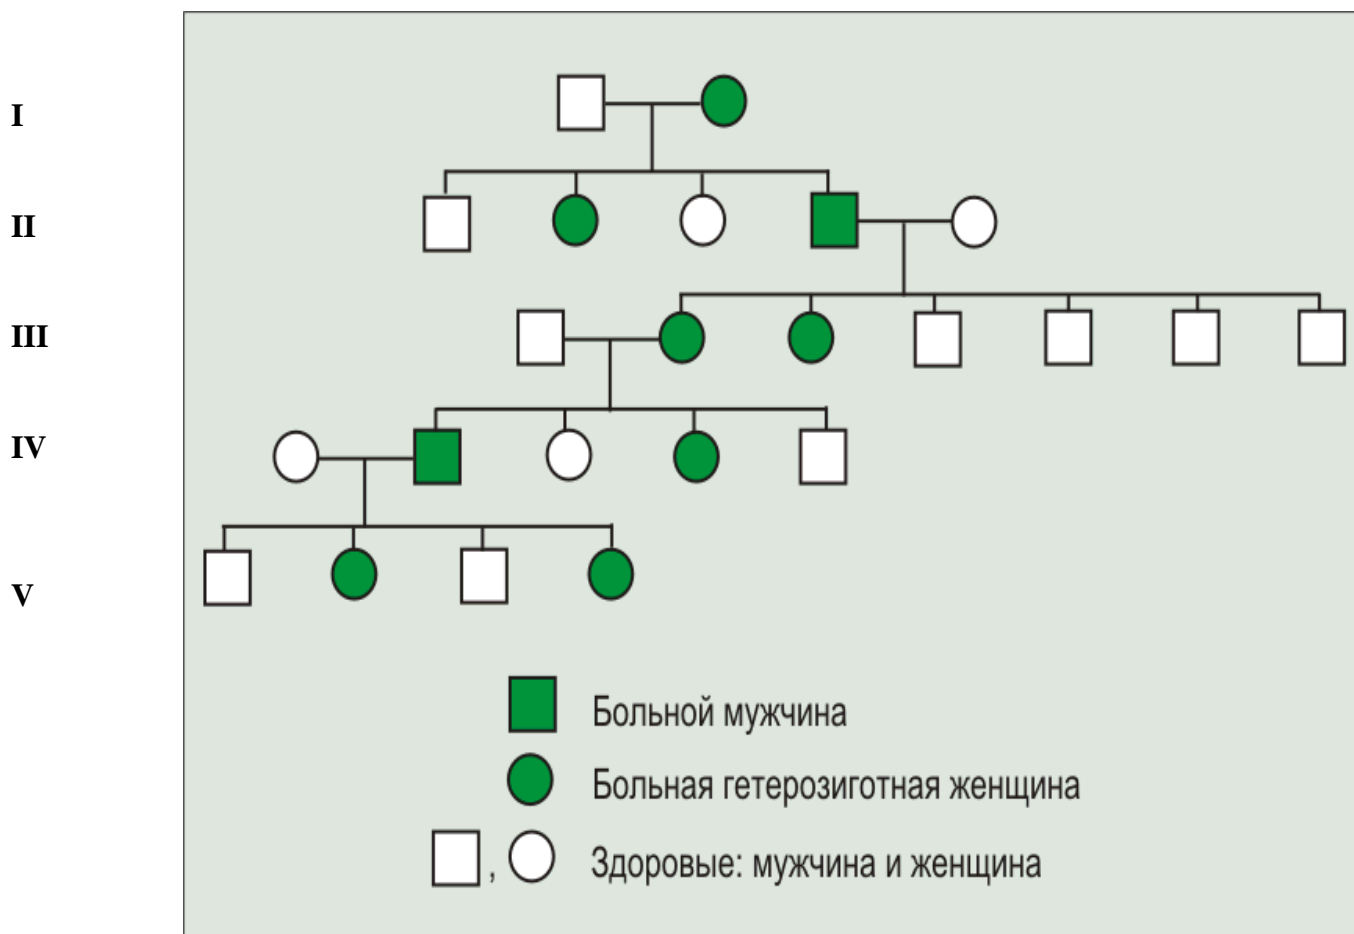 I
II
III
IV
V
Больной мужчина
Больная гетерозиготная женщина
, Здоровые: мужчина и женщина